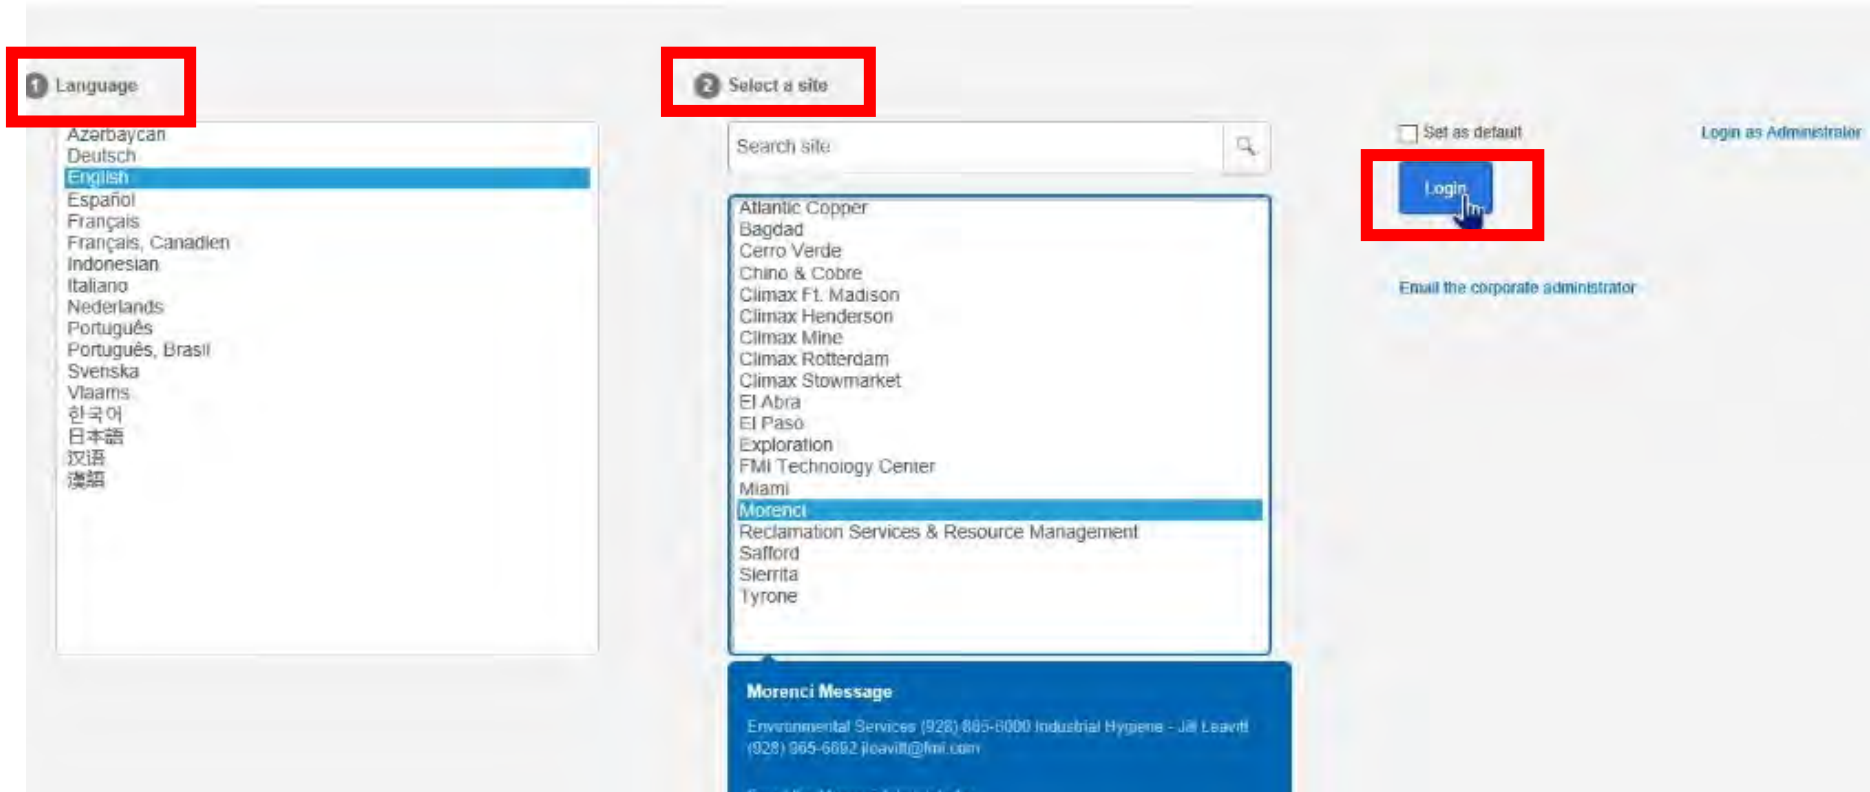 1 Language
Azərbaycan
Deutsch
English
Español
Français
Français, Canadien
Indonesian
Italiano
Nederlands
Português
Português, Brasil
Svenska
Vlaams
한국어
日本語
汉语
漢語
2 Select a site
Search site
Atlantic Copper
Bagdad
Cerro Verde
Chino & Cobre
Climax Ft. Madison
Climax Henderson
Climax Mine
Climax Rotterdam
Climax Stowmarket
El Abra
El Paso
Exploration
FMI Technology Center
Miami
Morenci
Reclamation Services & Resource Management
Safford
Sierrita
Tyrone
Morenci Message
Environmental Services (928) 865-6000 Industrial Hygiene - Jill Leavitt
(928) 965-6692 jleavitt@fmi.com
Set as default
Login as Administrator
Login
Email the corporate administrator